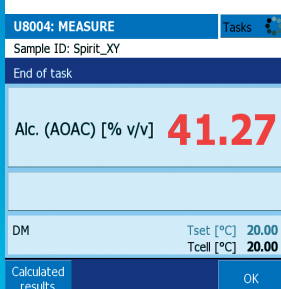 U8004: MEASURE Tasks
Sample ID: Spirit_XY
End of task
Alc. (AOAC) [% v/v] 41.27
DM Tset [°C] 20.00
Tcell [°C] 20.00
Calculated
results OK